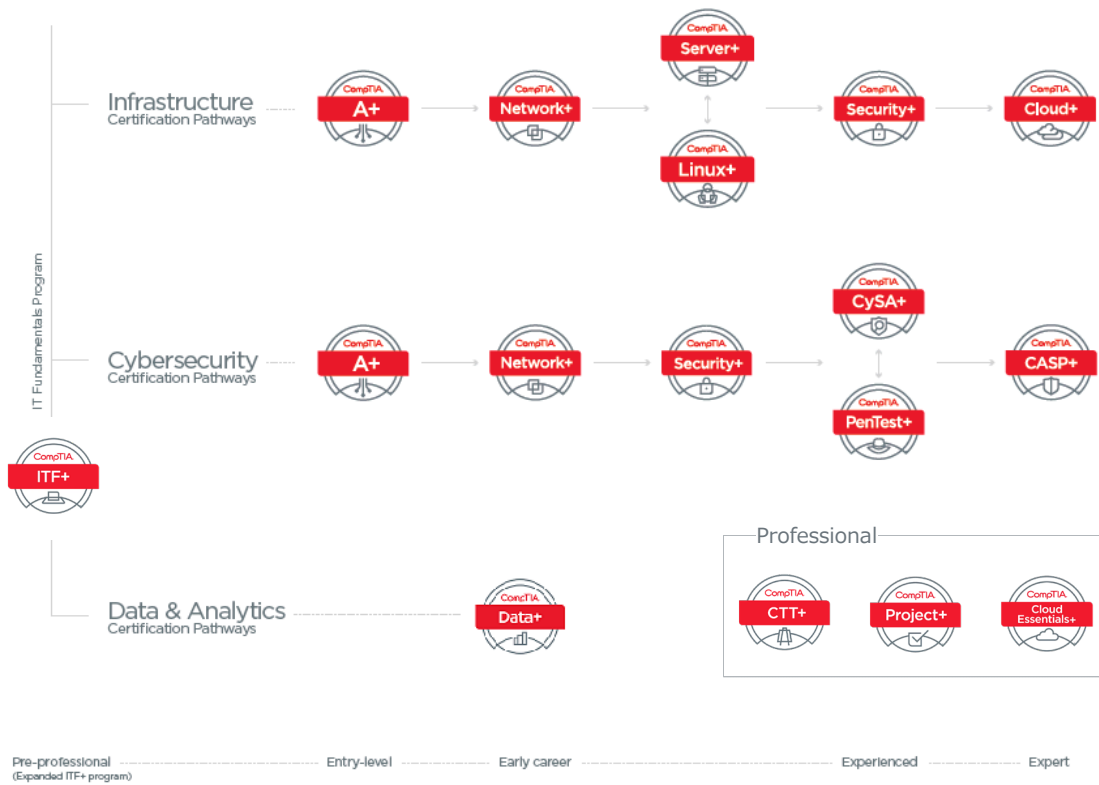 IT Fundamentals Program
CompTIA
ITF+
Infrastructure
Certification Pathways
CompTIA
A+
CompTIA
Network+
CompTIA
Server+
CompTIA
Linux+
CompTIA
Security+
CompTIA
Cloud+
Cybersecurity
Certification Pathways
CompTIA
A+
CompTIA
Network+
CompTIA
Security+
CompTIA
CySA+
CompTIA
PenTest+
CompTIA
CASP+
Data & Analytics
Certification Pathways
CompTIA
Data+
Professional
CompTIA
CTT+
CompTIA
Project+
CompTIA
Cloud
Essentials+
Pre-professional
(Expanded ITF+ program)
Entry-level
Early career
Experienced
Expert